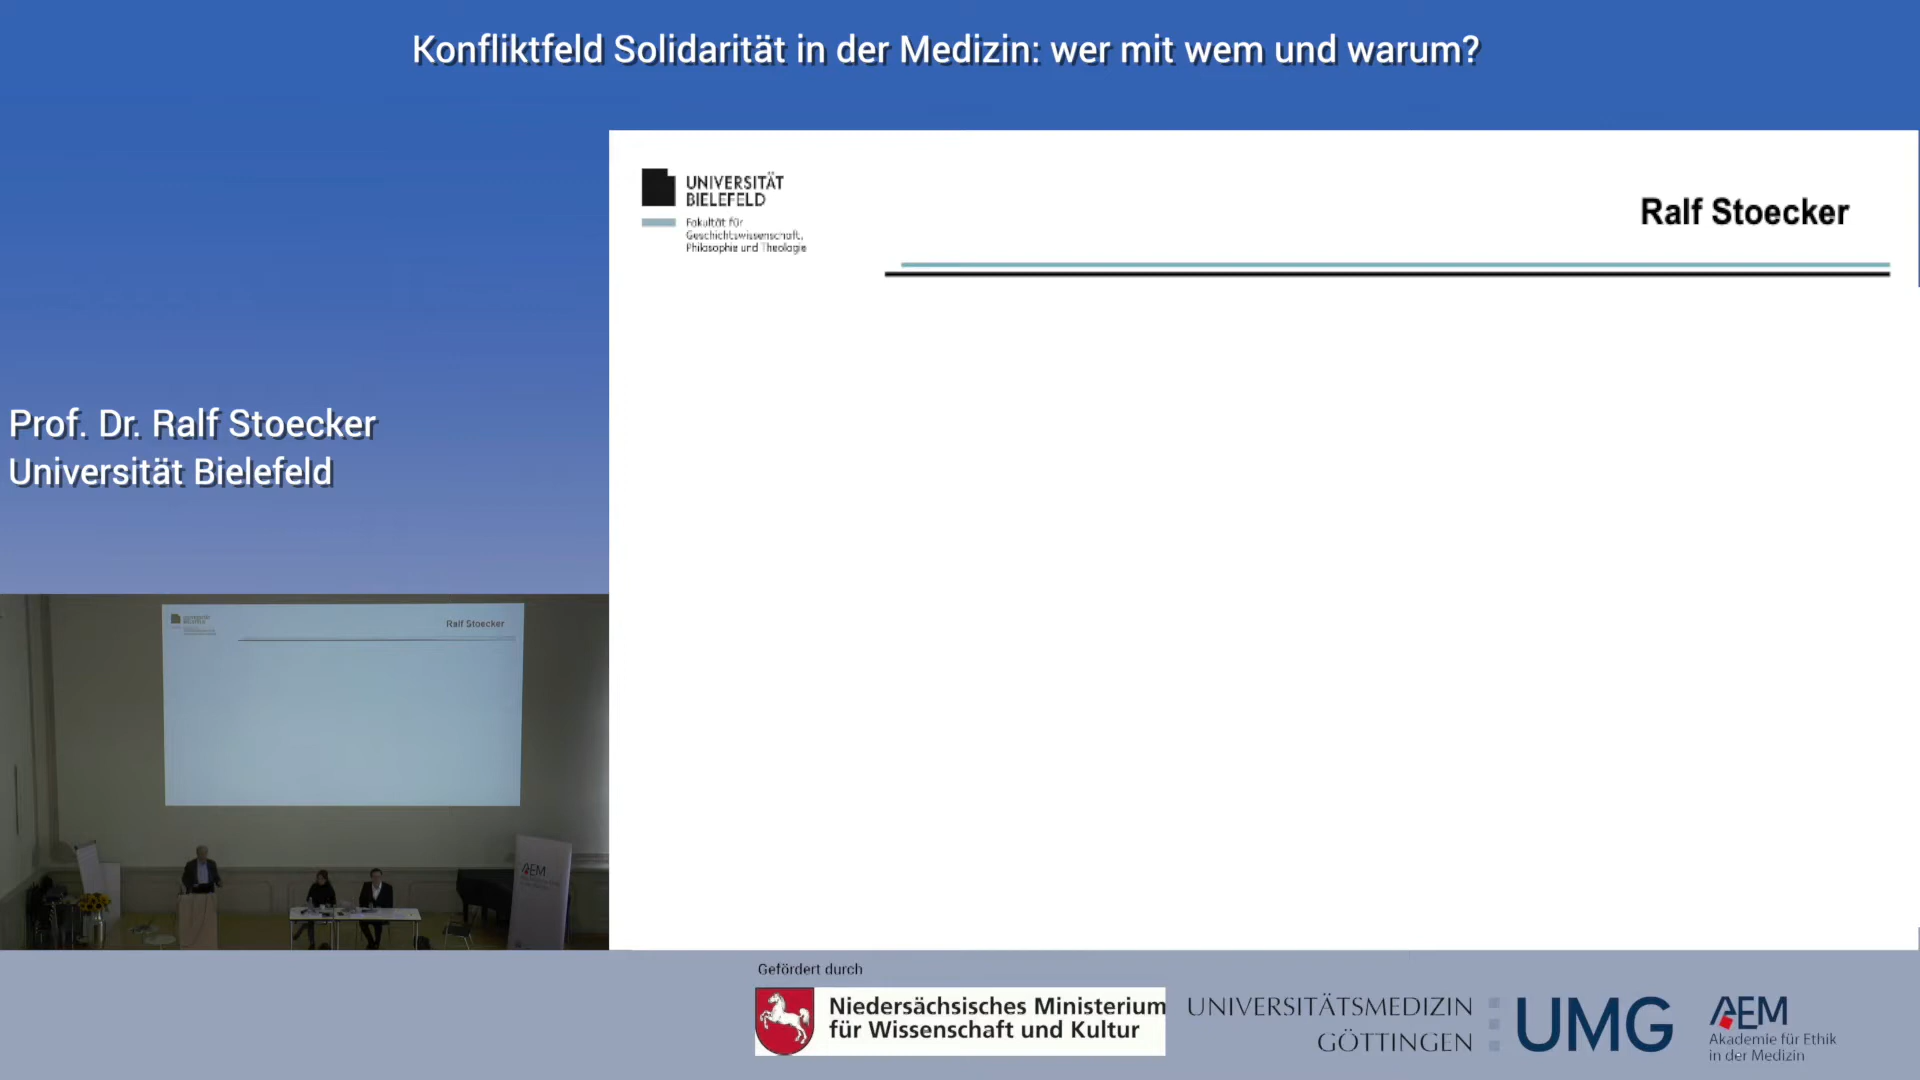 Konfliktfeld Solidarität in der Medizin: wer mit wem und warum?
UNIVERSITÄT
BIELEFELD
Fakultät für
Geschichtswissenschaft,
Philosophie und Theologie
Ralf Stoecker
Prof. Dr. Ralf Stoecker
Universität Bielefeld
Ralf Stoecker
AEM
Gefördert durch
Niedersächsisches Ministerium
für Wissenschaft und Kultur
UNIVERSITÄTSMEDIZIN
GÖTTINGEN
UMG
AEM
Akademie für Ethik
in der Medizin